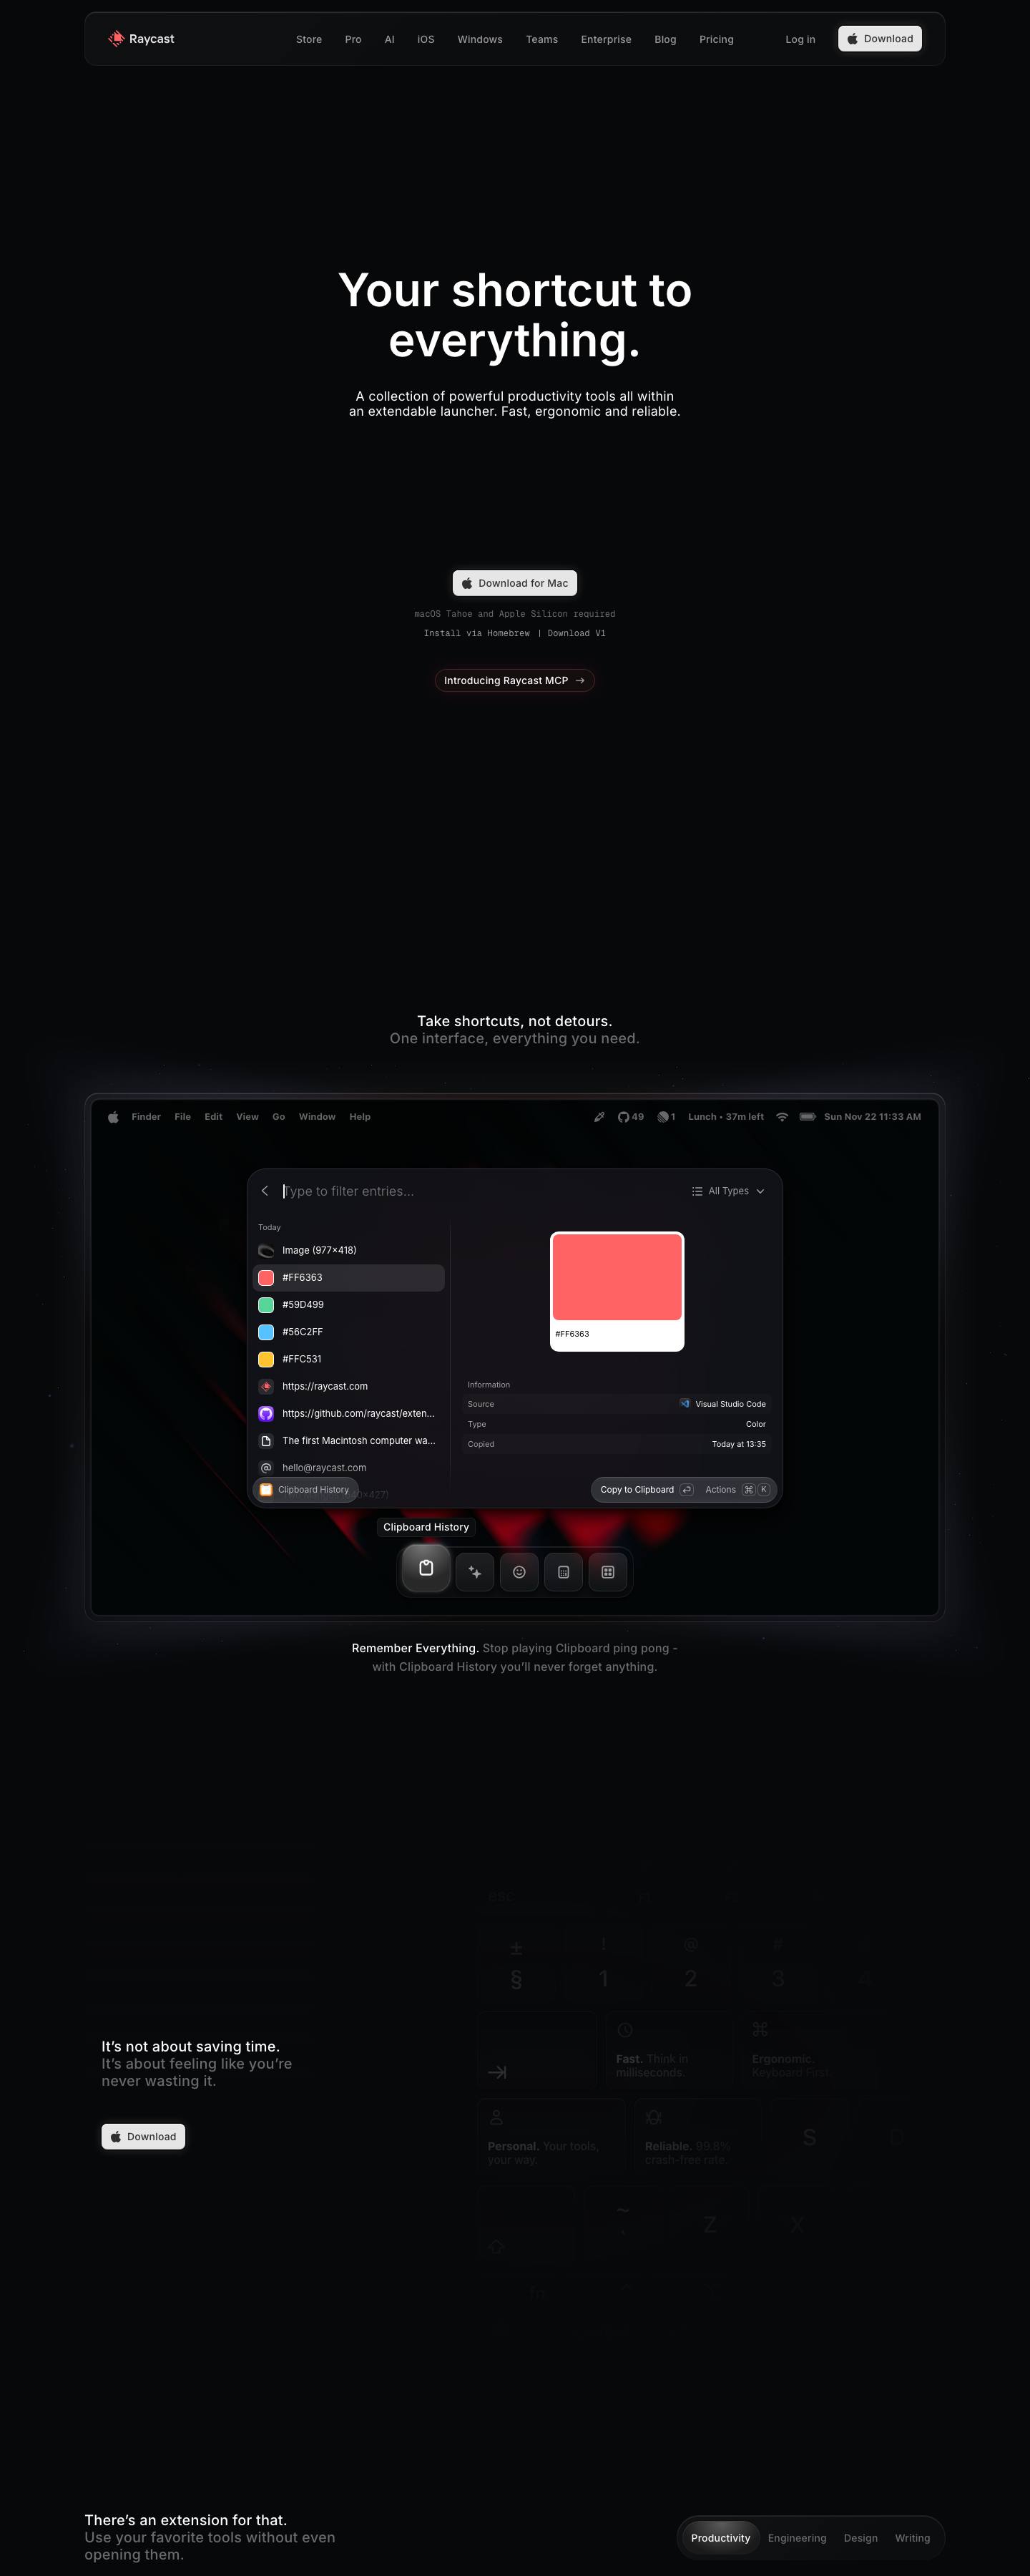 Raycast
Store Pro AI iOS Windows Teams Enterprise Blog Pricing
Log in
Download
Your shortcut to
everything.
A collection of powerful productivity tools all within
an extendable launcher. Fast, ergonomic and reliable.
Download for Mac
macOS Tahoe and Apple Silicon required
Install via Homebrew | Download V1
Introducing Raycast MCP →
Take shortcuts, not detours.
One interface, everything you need.
Finder File Edit View Go Window Help
49 1 Lunch • 37m left Sun Nov 22 11:33 AM
Type to filter entries...
All Types
Today
Image (977×418)
#FF6363
#59D499
#56C2FF
#FFC531
https://raycast.com
https://github.com/raycast/exten...
The first Macintosh computer wa...
hello@raycast.com
#FF6363
Information
Source Visual Studio Code
Type Color
Copied Today at 13:35
Clipboard History
Copy to Clipboard Actions ⌘ K
Clipboard History
Remember Everything. Stop playing Clipboard ping pong -
with Clipboard History you’ll never forget anything.
It’s not about saving time.
It’s about feeling like you’re
never wasting it.
Download
esc
± ! @ #
§ 1 2 3 4
Fast. Think in
milliseconds.
Ergonomic.
Keyboard First.
Personal. Your tools,
your way.
Reliable. 99.8%
crash-free rate.
S D
~
Z X
fn
There’s an extension for that.
Use your favorite tools without even
opening them.
Productivity Engineering Design Writing